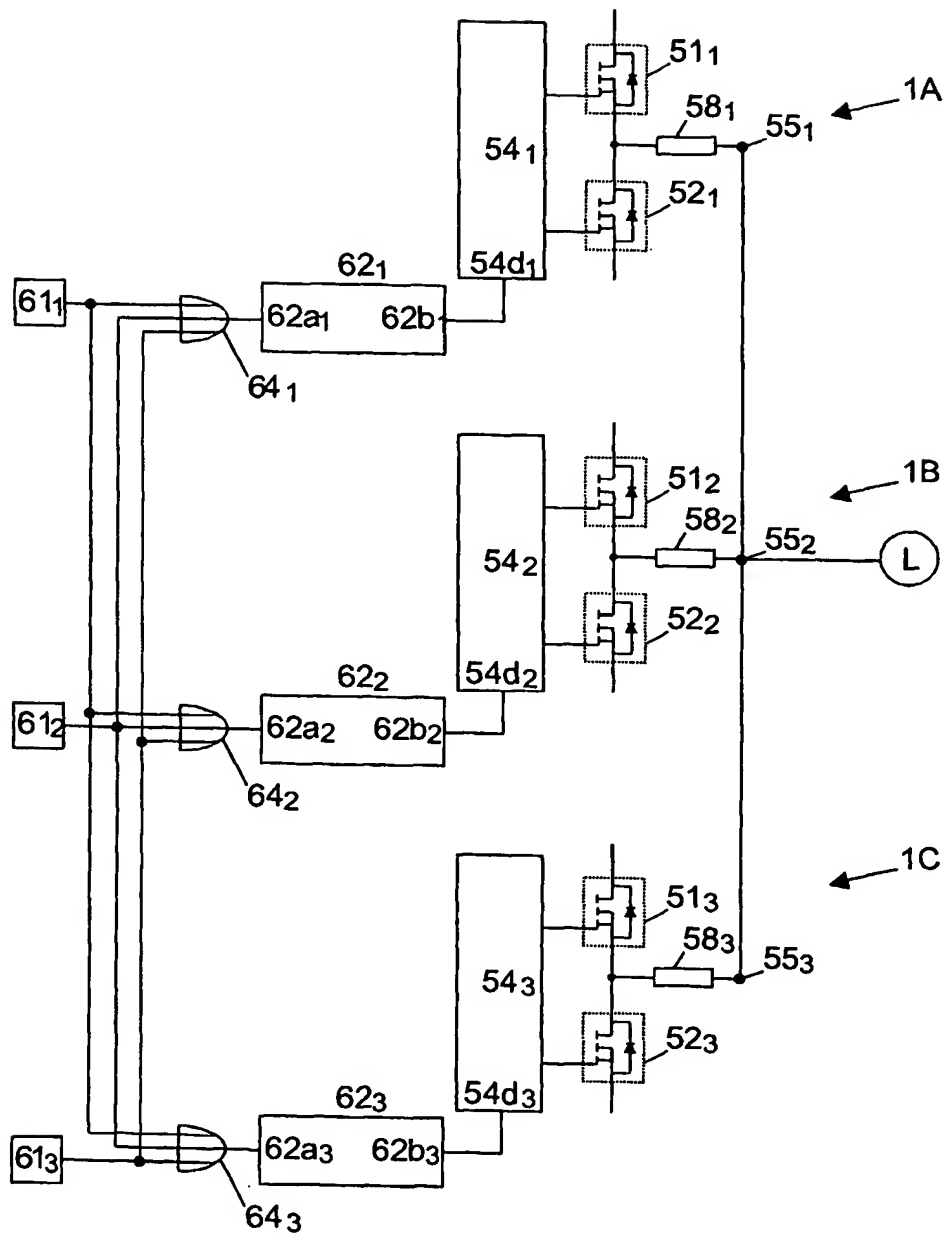 51₁
1A
58₁
55₁
54₁
52₁
54d₁
62₁
61₁
62a₁
62b
64₁
51₂
1B
58₂
55₂
54₂
L
52₂
54d₂
62₂
61₂
62a₂
62b₂
64₂
1C
51₃
58₃
55₃
54₃
52₃
54d₃
62₃
61₃
62a₃
62b₃
64₃